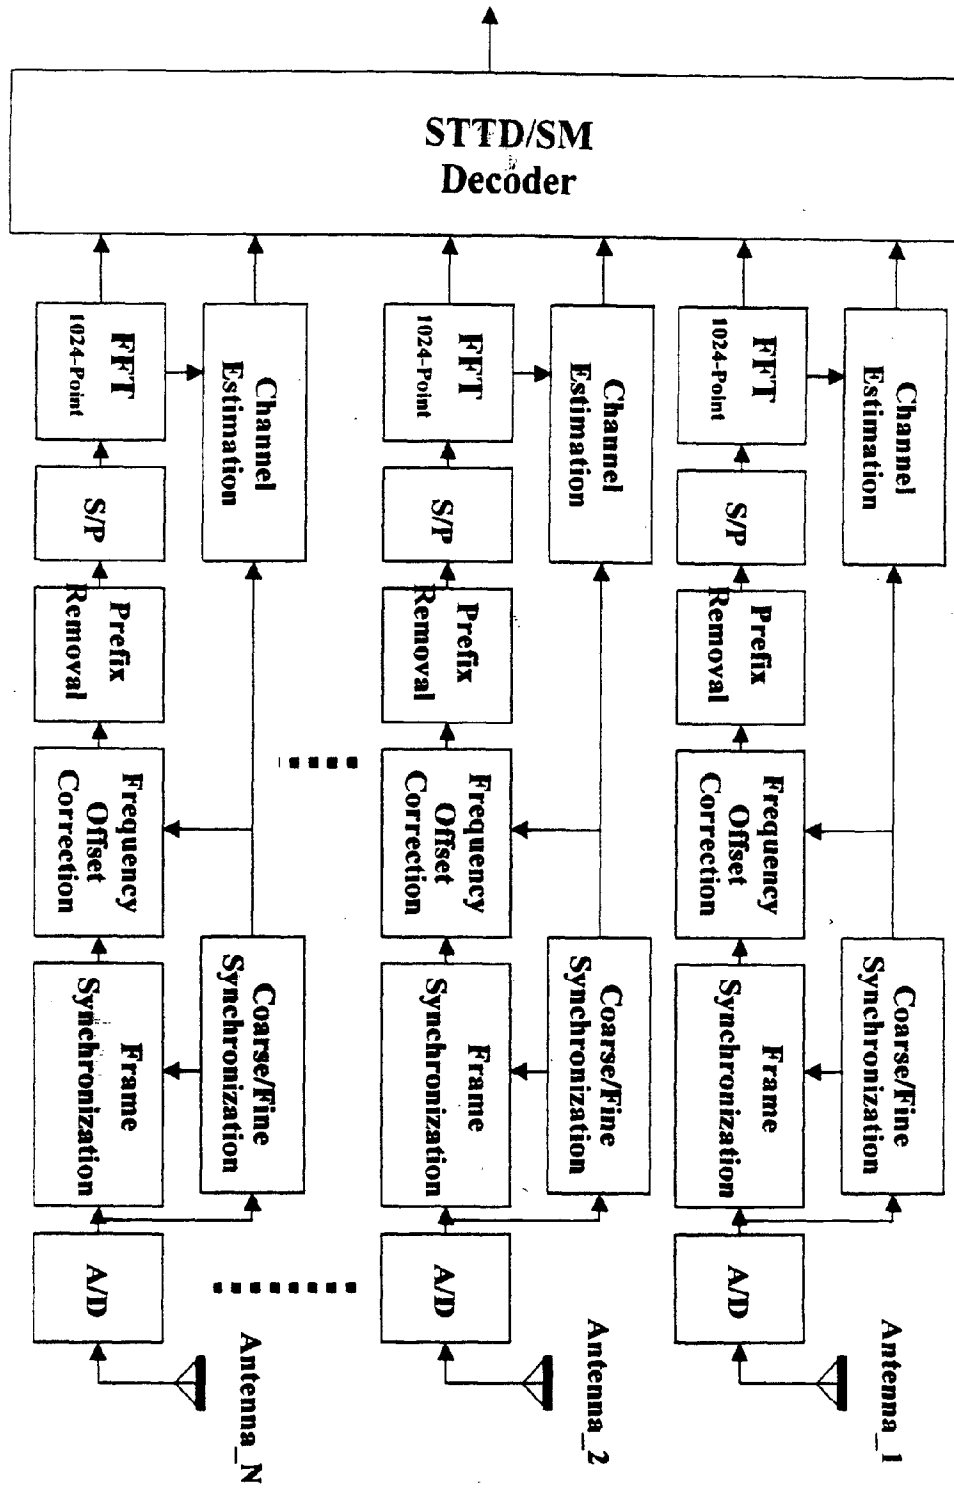 STTD/SM
Decoder
Channel
Estimation
FFT
1024-Point
S/P
Prefix
Removal
Frequency
Offset
Correction
Coarse/Fine
Synchronization
Frame
Synchronization
A/D
Antenna_1
Channel
Estimation
FFT
1024-Point
S/P
Prefix
Removal
Frequency
Offset
Correction
Coarse/Fine
Synchronization
Frame
Synchronization
A/D
Antenna_2
Channel
Estimation
FFT
1024-Point
S/P
Prefix
Removal
Frequency
Offset
Correction
Coarse/Fine
Synchronization
Frame
Synchronization
A/D
Antenna_N